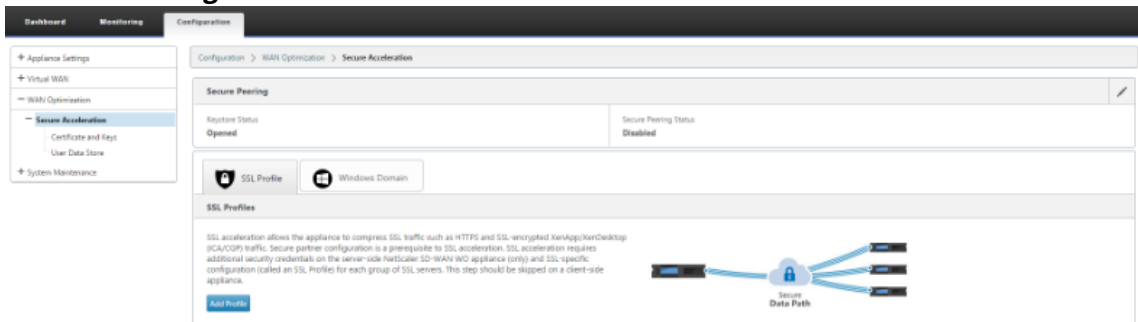 Dashboard Monitoring Configuration
+ Appliance Settings
+ Virtual WAN
− WAN Optimization
− Secure Acceleration
Certificate and Keys
User Data Store
+ System Maintenance
Configuration > WAN Optimization > Secure Acceleration
Secure Peering
Keystore Status
Opened
Secure Peering Status
Disabled
SSL Profile
Windows Domain
SSL Profiles
SSL acceleration allows the appliance to compress SSL traffic such as HTTPS and SSL-encrypted XenApp/XenDesktop
(ICA/CGP) traffic. Secure partner configuration is a prerequisite to SSL acceleration. SSL acceleration requires
additional security credentials on the server-side NetScaler SD-WAN WO appliance (only) and SSL-specific
configuration (called an SSL Profile) for each group of SSL servers. This step should be skipped on a client-side
appliance.
Add Profile
Secure
Data Path